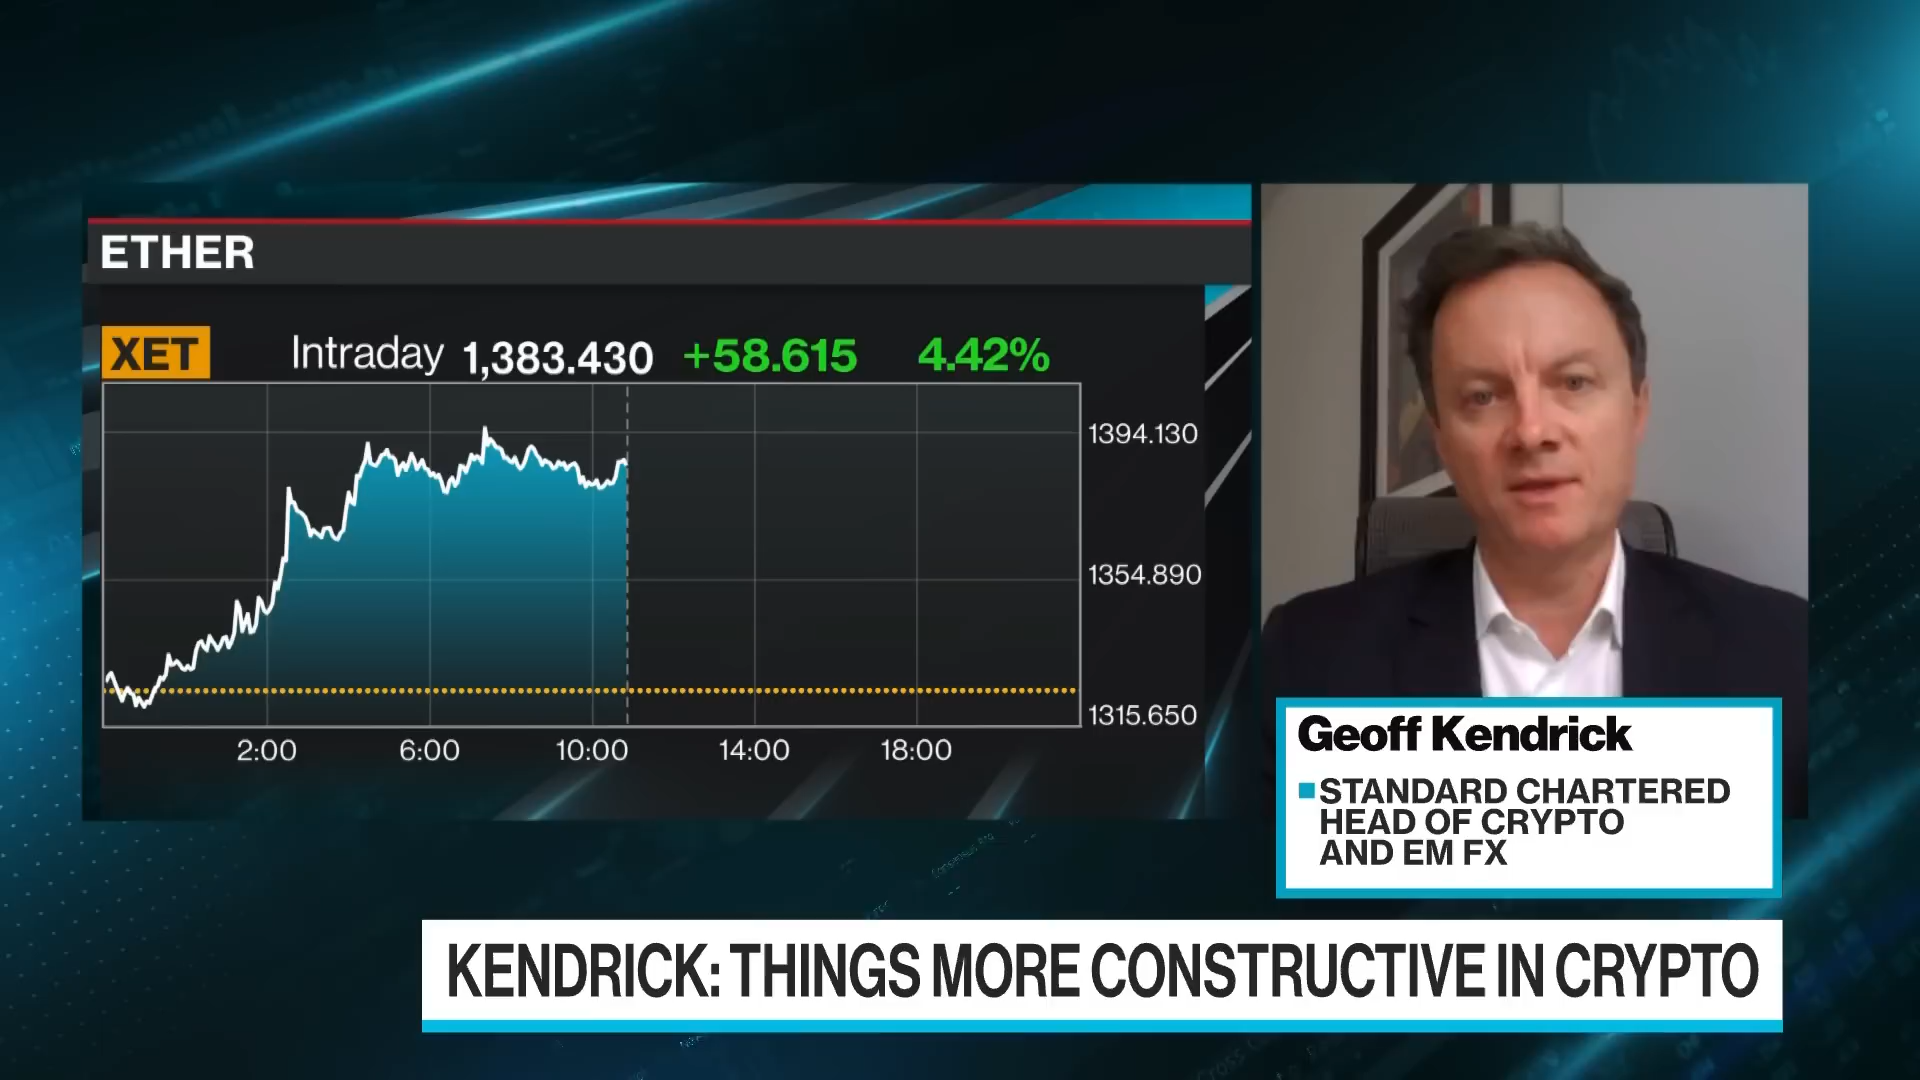 ETHER
XET Intraday 1,383.430 +58.615 4.42%
1394.130
1354.890
1315.650
2:00 6:00 10:00 14:00 18:00
Geoff Kendrick
STANDARD CHARTERED
HEAD OF CRYPTO
AND EM FX
KENDRICK: THINGS MORE CONSTRUCTIVE IN CRYPTO